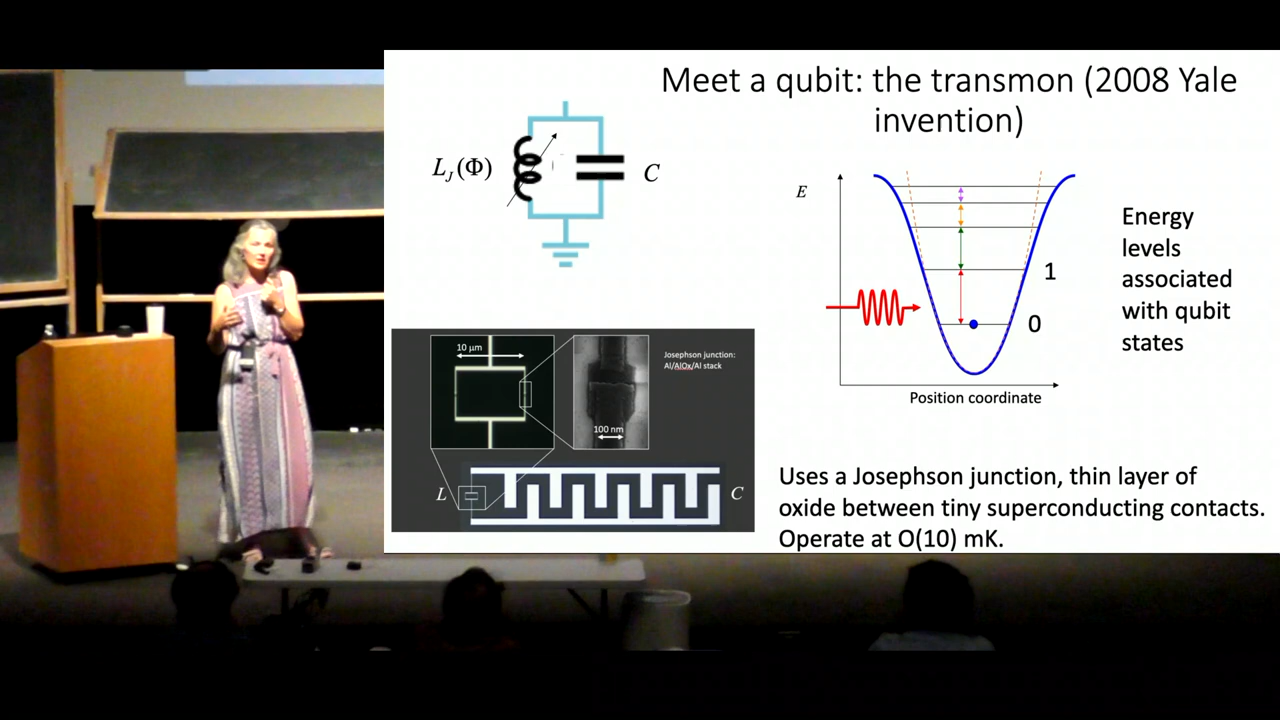 Meet a qubit: the transmon (2008 Yale
invention)
L_J(Φ)
C
E
1
0
Position coordinate
Energy
levels
associated
with qubit
states
10 μm
100 nm
Josephson junction:
Al/AlOx/Al stack
L
C
Uses a Josephson junction, thin layer of
oxide between tiny superconducting contacts.
Operate at O(10) mK.